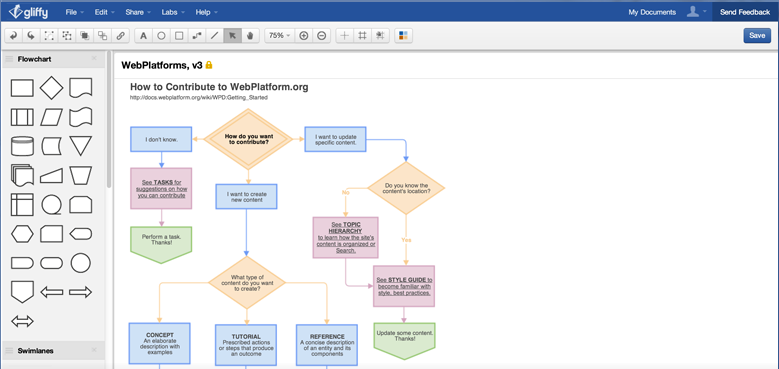 gliffy File Edit Share Labs Help My Documents Send Feedback
A 75% Save
Flowchart
WebPlatforms, v3
How to Contribute to WebPlatform.org
http://docs.webplatform.org/wiki/WPD:Getting_Started
I don't know.
How do you want
to contribute?
I want to update
specific content.
See TASKS for
suggestions on how
you can contribute
I want to create
new content
Do you know the
content's location?
No
Yes
Perform a task.
Thanks!
See TOPIC
HIERARCHY
to learn how the site's
content is organized or
Search.
What type of
content do you want
to create?
See STYLE GUIDE to
become familiar with
style, best practices.
CONCEPT
An elaborate
description with
examples
TUTORIAL
Prescribed actions
or steps that produce
an outcome
REFERENCE
A concise description
of an entity and its
components
Update some content.
Thanks!
Swimlanes